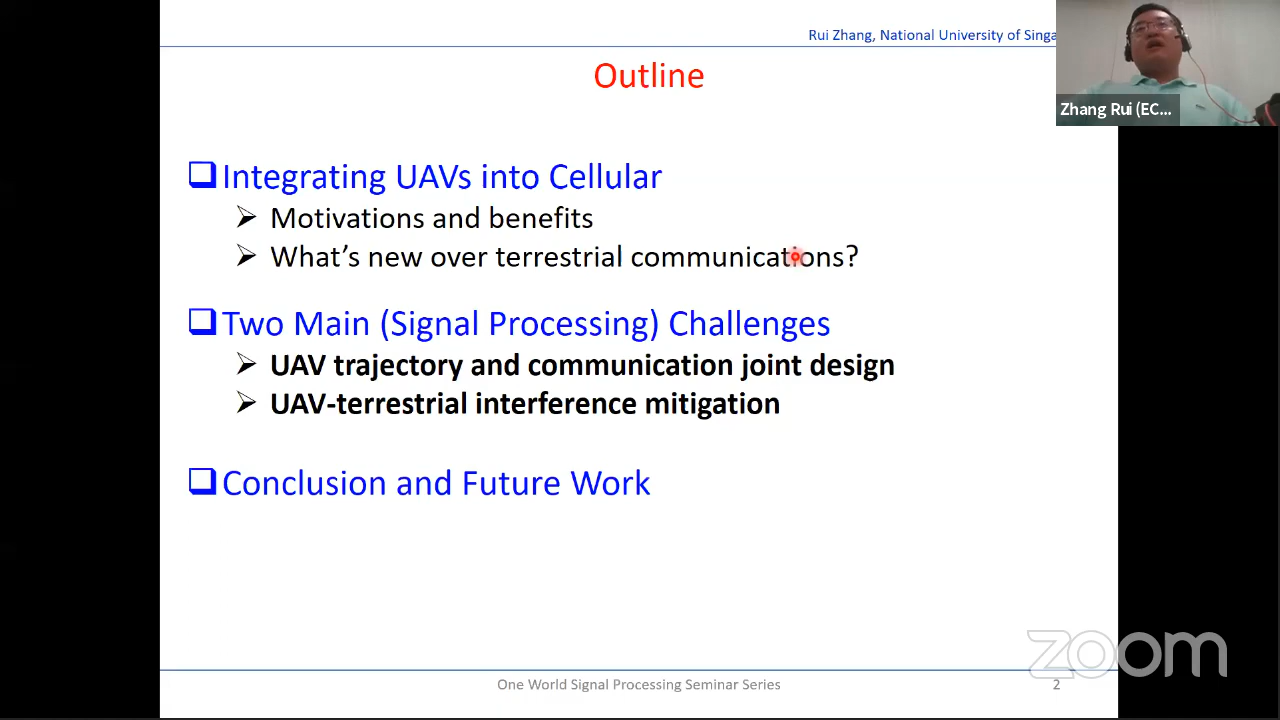 Rui Zhang, National University of Singa
Zhang Rui (EC...
Outline
Integrating UAVs into Cellular
Motivations and benefits
What's new over terrestrial communications?
Two Main (Signal Processing) Challenges
UAV trajectory and communication joint design
UAV-terrestrial interference mitigation
Conclusion and Future Work
zoom
One World Signal Processing Seminar Series
2